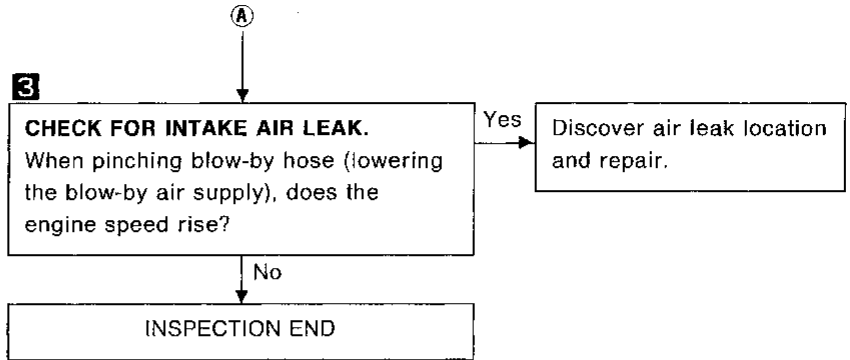 Ⓐ
3
CHECK FOR INTAKE AIR LEAK.
When pinching blow-by hose (lowering
the blow-by air supply), does the
engine speed rise?
Yes
Discover air leak location
and repair.
No
INSPECTION END